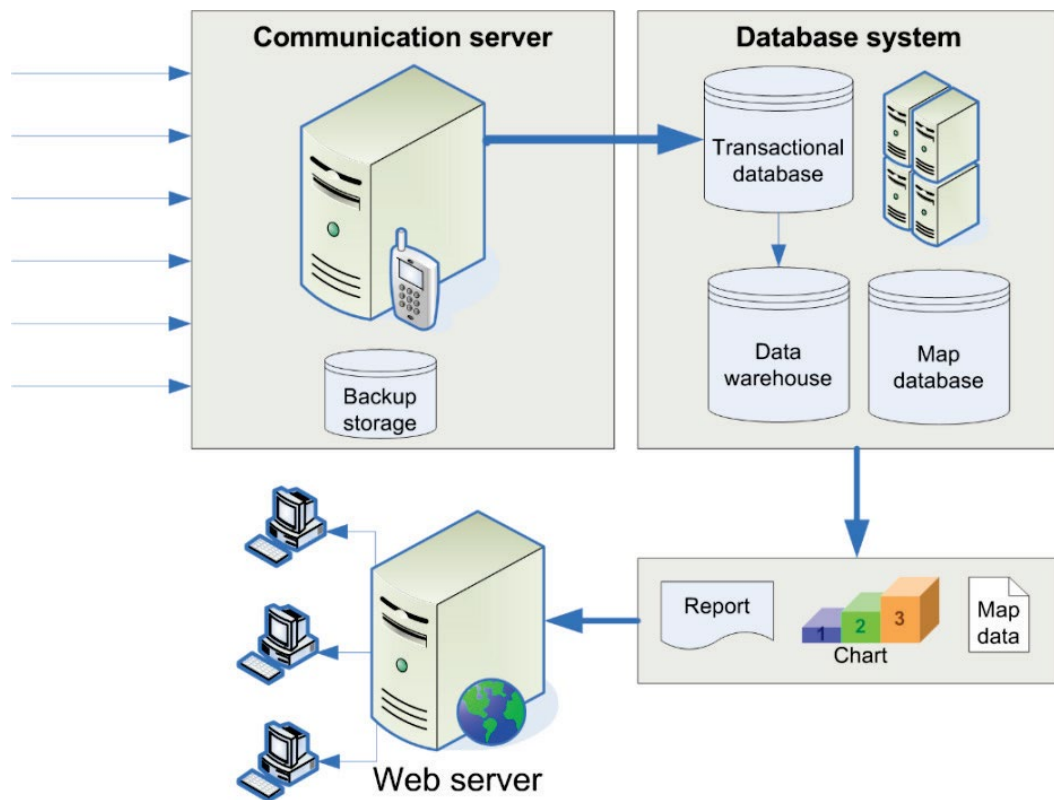 Communication server
Database system
Transactional
database
Backup
storage
Data
warehouse
Map
database
Report
1
2
3
Chart
Map
data
Web server